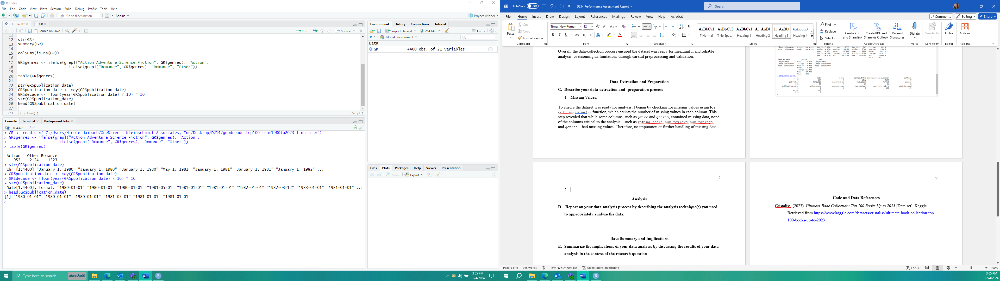 RStudio
File Edit Code View Plots Session Build Debug Profile Tools Help
Go to file/function Addins Project: (None)
Untitled1* GR
Source on Save Run Source
11
12 str(GR)
13 summary(GR)
14
15 colSums(is.na(GR))
16
17 GR$genres <- ifelse(grepl("Action|Adventure|Science Fiction", GR$genres), "Action",
18 ifelse(grepl("Romance", GR$genres), "Romance", "Other"))
19
20 table(GR$genres)
21
22 str(GR$publication_date)
23 GR$publication_date <- mdy(GR$publication_date)
24 GR$decade <- floor(year(GR$publication_date) / 10) * 10
25 str(GR$publication_date)
26 head(GR$publication_date)
27
27:1 (Top Level) R Script
Console Terminal Background Jobs
R 4.4.2 · ~/
> GR <- read.csv("C:/Users/Nicole Haibach/OneDrive - Kleinschmidt Associates, Inc/Desktop/D214/goodreads_top100_from1980to2023_final.csv")
> GR$genres <- ifelse(grepl("Action|Adventure|Science Fiction", GR$genres), "Action",
+ ifelse(grepl("Romance", GR$genres), "Romance", "Other"))
> table(GR$genres)
Action Other Romance
953 2124 1323
> str(GR$publication_date)
chr [1:4400] "January 1, 1980" "January 1, 1980" "January 1, 1980" "May 1, 1981" "January 1, 1981" "January 1, 1981" "January 1, 1982" ...
> GR$publication_date <- mdy(GR$publication_date)
> GR$decade <- floor(year(GR$publication_date) / 10) * 10
> str(GR$publication_date)
Date[1:4400], format: "1980-01-01" "1980-01-01" "1980-01-01" "1981-05-01" "1981-01-01" "1981-01-01" "1982-01-01" "1982-03-12" "1983-01-01" "1981-01-01" ...
> head(GR$publication_date)
[1] "1980-01-01" "1980-01-01" "1980-01-01" "1981-05-01" "1981-01-01" "1981-01-01"
>
Environment History Connections Tutorial
Import Dataset 214 MiB List
R Global Environment
Data
GR 4400 obs. of 21 variables
Files Plots Packages Help Viewer Presentation
Zoom Export
Type here to search Kleinschmidt
3:05 PM
12/4/2024
AutoSave Off D214 Performance Assessment Report Search
File Home Insert Draw Design Layout References Mailings Review View Help Acrobat Comments Editing Share
Paste Cut Copy Format Painter
Clipboard
Times New Roman 12
Font
Paragraph
AaBbCcI AaBbCcI AaBbCc] A. AaBb 1. AaBb( AaBbCcD
¶ Normal ¶ No Spac... Heading 1 Heading 2 Heading 3 Heading 4
Styles
Find Replace Select
Editing
Create PDF and Share link Create PDF and Share via Outlook Request Signatures
Adobe Acrobat
Dictate Sensitivity Editor Add-ins
Voice Sensitivity Editor Add-ins
Overall, the data-collection process ensured the dataset was ready for meaningful and reliable
analysis, overcoming its limitations through careful preprocessing and validation.
Data Extraction and Preparation
C. Describe your data-extraction and -preparation process
1. Missing Values:
To ensure the dataset was ready for analysis, I began by checking for missing values using R's
colSums(is.na()) function, which counts the number of missing values in each column. This
step revealed that while some columns, such as price and genres, contained missing data, none
of the columns critical to the analysis—such as rating_score, num_reviews, num_ratings,
and genres—had missing values. Therefore, no imputation or further handling of missing data
want_to_read price url
> colSums(is.na(GR))
isbn title series_title series_release_number authors
publisher language description num_pages format genres
publication_date rating_score num_ratings num_reviews current_readers want_to_read
price url
5
2.
Analysis
D. Report on your data-analysis process by describing the analysis technique(s) you used
to appropriately analyze the data.
Data Summary and Implications
E. Summarize the implications of your data analysis by discussing the results of your data
analysis in the context of the research question
6
Code and Data References
Cristaliss. (2023). Ultimate Book Collection: Top 100 Books Up to 2023 [Data set]. Kaggle.
Retrieved from https://www.kaggle.com/datasets/cristaliss/ultimate-book-collection-top-
100-books-up-to-2023
Page 5 of 6 945 words Text Predictions: On Accessibility: Investigate Focus 100%
3:05 PM
12/4/2024